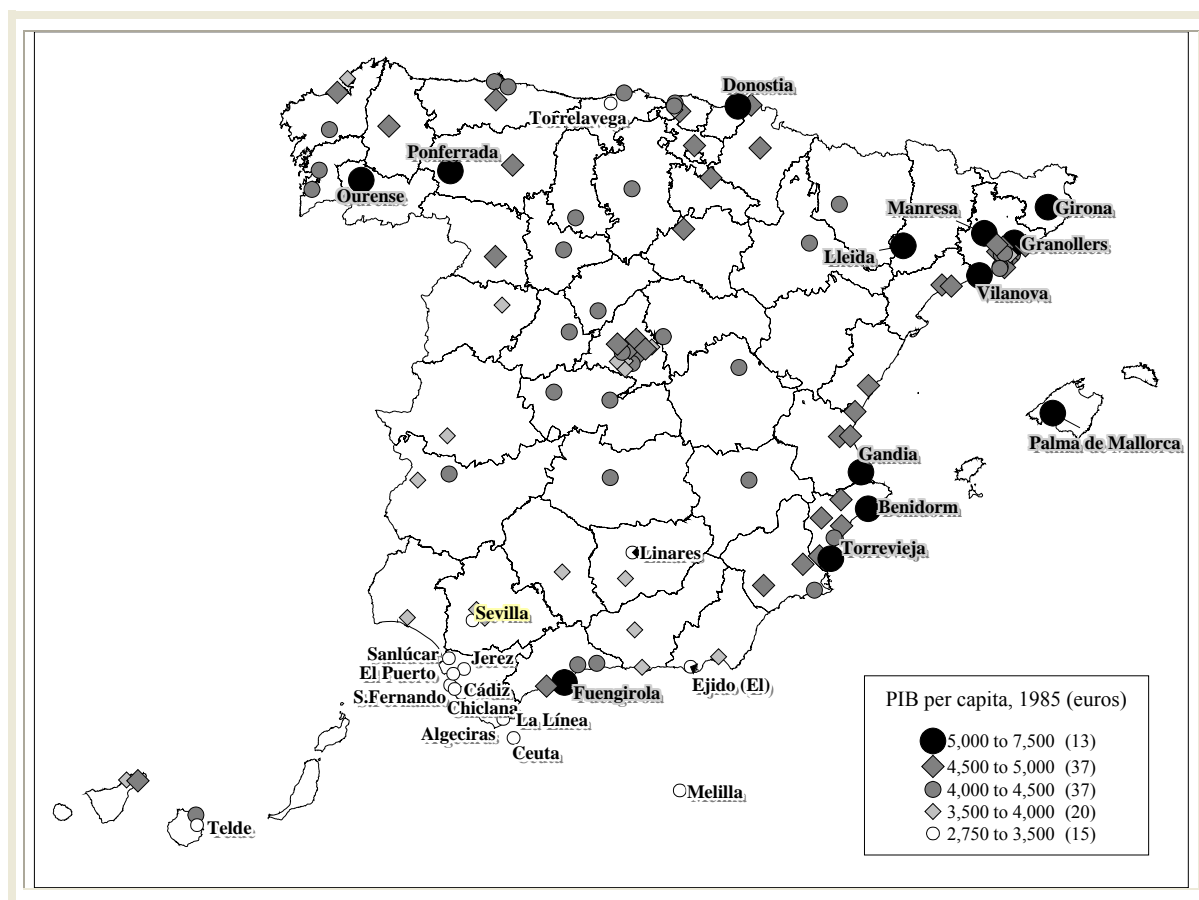 Donostia
Torrelavega
Ponferrada
Ourense
Manresa
Girona
Granollers
Lleida
Vilanova
Palma de Mallorca
Gandia
Benidorm
Torrevieja
Linares
Sevilla
Sanlúcar
Jerez
El Puerto
Cádiz
S.Fernando
Chiclana
Ejido (El)
Fuengirola
La Línea
Algeciras
Ceuta
Melilla
Telde
PIB per capita, 1985 (euros)
5,000 to 7,500 (13)
4,500 to 5,000 (37)
4,000 to 4,500 (37)
3,500 to 4,000 (20)
2,750 to 3,500 (15)